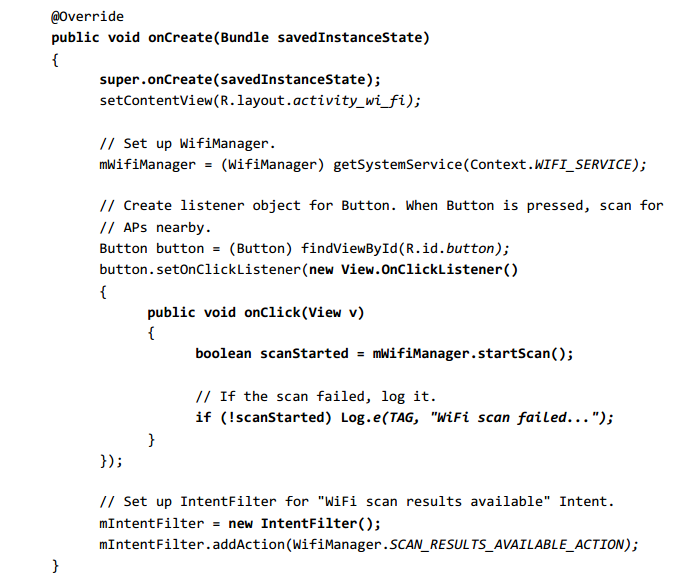 @Override
public void onCreate(Bundle savedInstanceState)
{
super.onCreate(savedInstanceState);
setContentView(R.layout.activity_wi_fi);
// Set up WifiManager.
mWifiManager = (WifiManager) getSystemService(Context.WIFI_SERVICE);
// Create listener object for Button. When Button is pressed, scan for
// APs nearby.
Button button = (Button) findViewById(R.id.button);
button.setOnClickListener(new View.OnClickListener()
{
public void onClick(View v)
{
boolean scanStarted = mWifiManager.startScan();
// If the scan failed, log it.
if (!scanStarted) Log.e(TAG, "WiFi scan failed...");
}
});
// Set up IntentFilter for "WiFi scan results available" Intent.
mIntentFilter = new IntentFilter();
mIntentFilter.addAction(WifiManager.SCAN_RESULTS_AVAILABLE_ACTION);
}